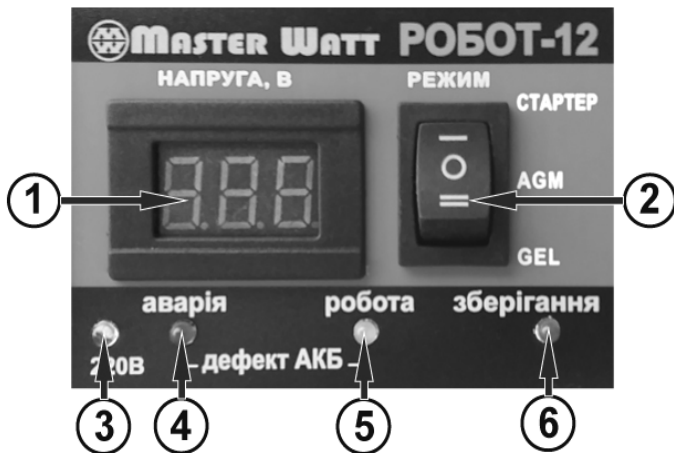 MASTER WATT РОБОТ-12
НАПРУГА, В РЕЖИМ
СТАРТЕР
1 AGM 2
GEL
аварія робота зберігання
220В дефект АКБ
3 4 5 6